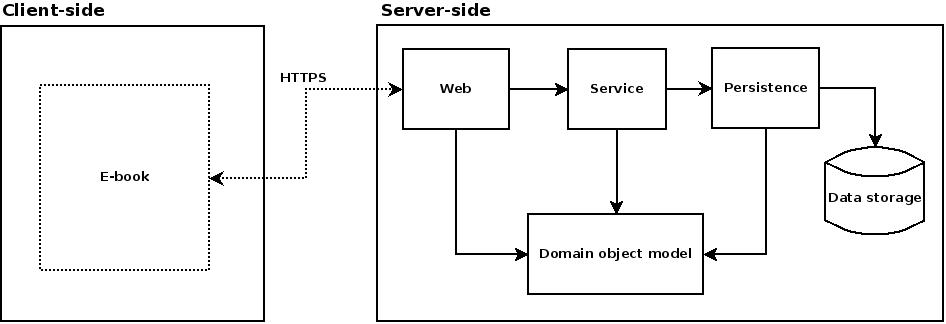 Client-side
Server-side
HTTPS
Web
Service
Persistence
E-book
Data storage
Domain object model